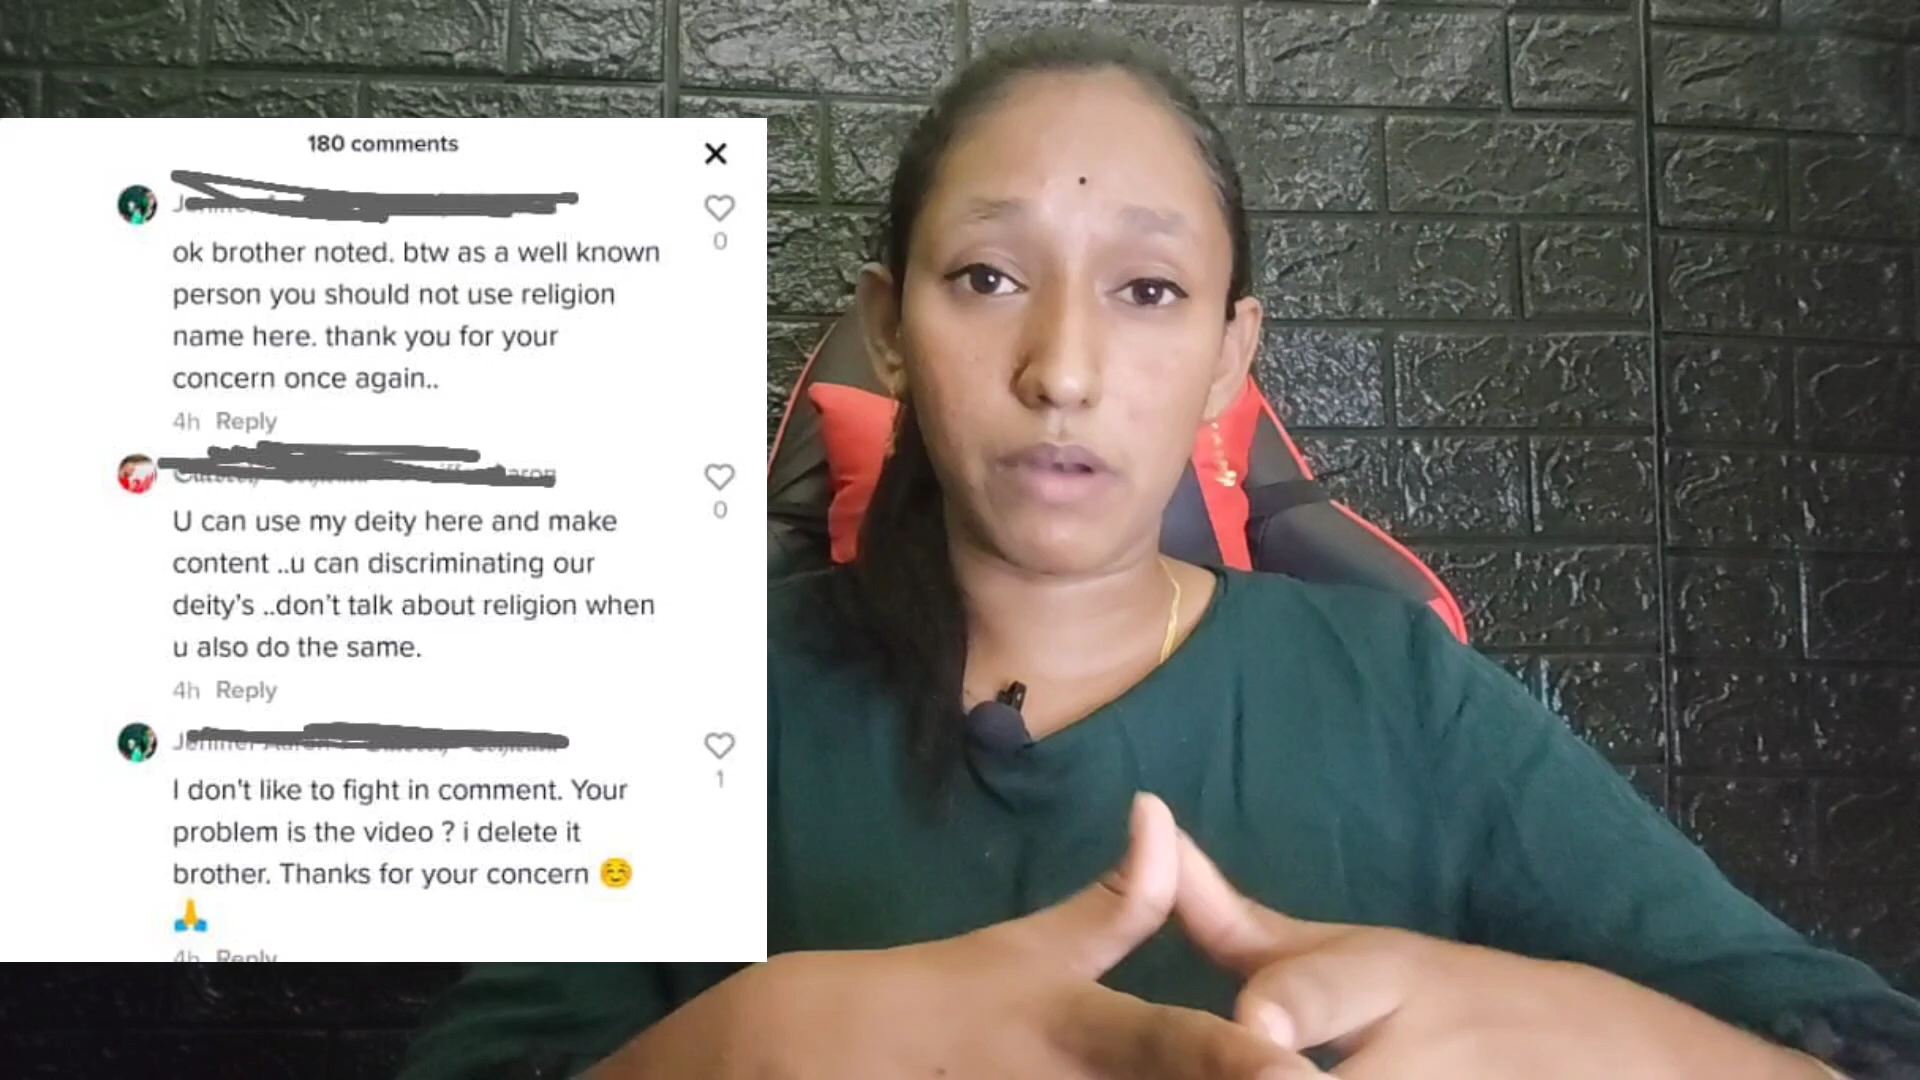 180 comments
ok brother noted. btw as a well known
person you should not use religion
name here. thank you for your
concern once again..
4h Reply
0
U can use my deity here and make
content ..u can discriminating our
deity's ..don't talk about religion when
u also do the same.
4h Reply
0
I don't like to fight in comment. Your
problem is the video ? i delete it
brother. Thanks for your concern ☺️
🙏
4h Reply
1